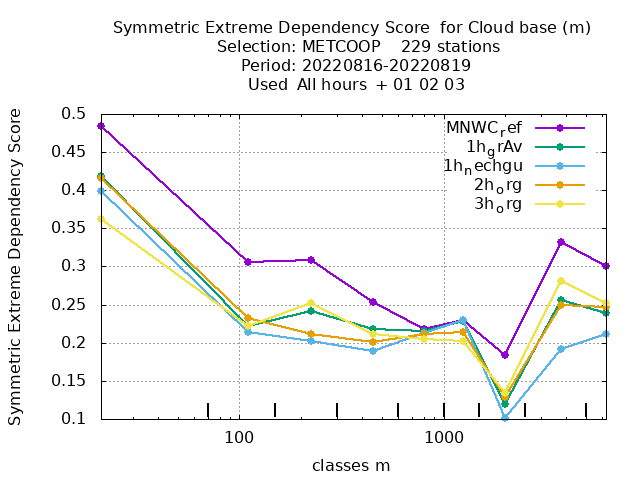 Symmetric Extreme Dependency Score for Cloud base (m)
Selection: METCOOP 229 stations
Period: 20220816-20220819
Used All hours + 01 02 03
Symmetric Extreme Dependency Score
0.5
0.45
0.4
0.35
0.3
0.25
0.2
0.15
0.1
MNWCref
1hgrAv
1hnechgu
2horg
3horg
100
1000
classes m